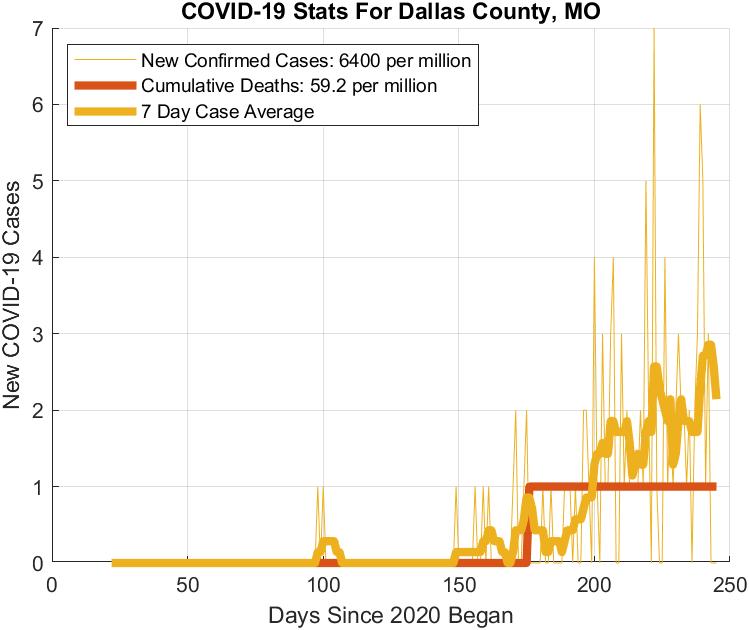 COVID-19 Stats For Dallas County, MO
New Confirmed Cases: 6400 per million
Cumulative Deaths: 59.2 per million
7 Day Case Average
New COVID-19 Cases
7
6
5
4
3
2
1
0
0 50 100 150 200 250
Days Since 2020 Began